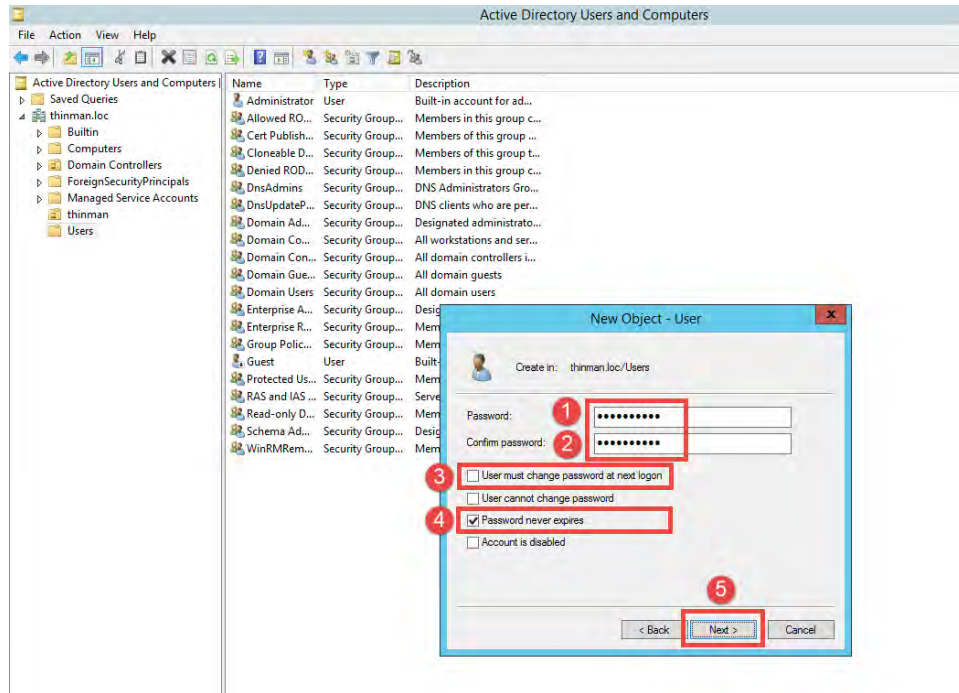 Active Directory Users and Computers
File Action View Help
Active Directory Users and Computers
Saved Queries
thinman.loc
Builtin
Computers
Domain Controllers
ForeignSecurityPrincipals
Managed Service Accounts
thinman
Users
Name Type Description
Administrator User Built-in account for ad...
Allowed RO... Security Group... Members in this group c...
Cert Publish... Security Group... Members of this group ...
Cloneable D... Security Group... Members of this group t...
Denied ROD... Security Group... Members in this group c...
DnsAdmins Security Group... DNS Administrators Gro...
DnsUpdateP... Security Group... DNS clients who are per...
Domain Ad... Security Group... Designated administrato...
Domain Co... Security Group... All workstations and ser...
Domain Con... Security Group... All domain controllers i...
Domain Gue... Security Group... All domain guests
Domain Users Security Group... All domain users
Enterprise A... Security Group... Desig
Enterprise R... Security Group... Mem
Group Polic... Security Group... Mem
Guest User Built-
Protected Us... Security Group... Mem
RAS and IAS ... Security Group... Serve
Read-only D... Security Group... Mem
Schema Ad... Security Group... Desig
WinRMRem... Security Group... Mem
New Object - User
x
Create in: thinman.loc/Users
Password: 1 ••••••••••
Confirm password: 2 ••••••••••
3 User must change password at next logon
User cannot change password
4 Password never expires
Account is disabled
5
< Back Next > Cancel